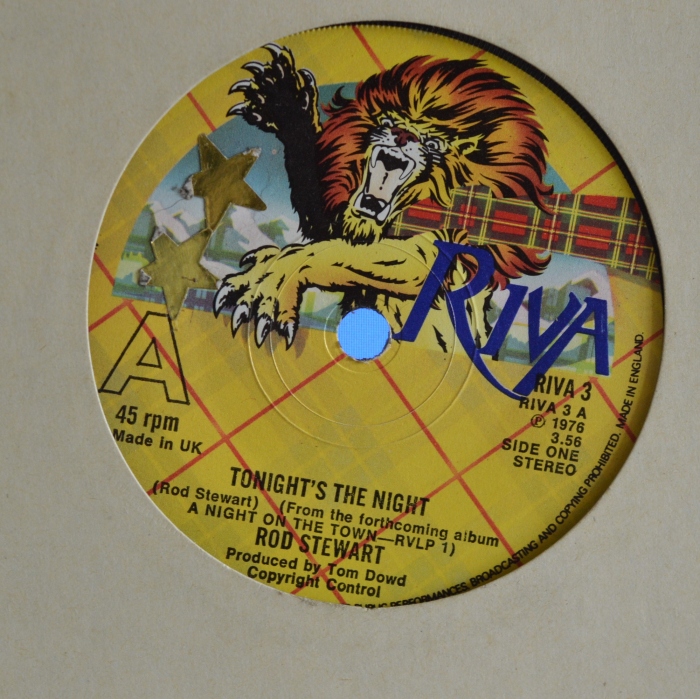 RIVA
A
45 rpm
Made in UK
RIVA 3
RIVA 3 A
Ⓟ 1976
3.56
SIDE ONE
STEREO
TONIGHT'S THE NIGHT
(Rod Stewart) (From the forthcoming album
A NIGHT ON THE TOWN—RVLP 1)
ROD STEWART
Produced by Tom Dowd
Copyright Control
PERFORMANCES, BROADCASTING AND COPYING PROHIBITED. MADE IN ENGLAND.